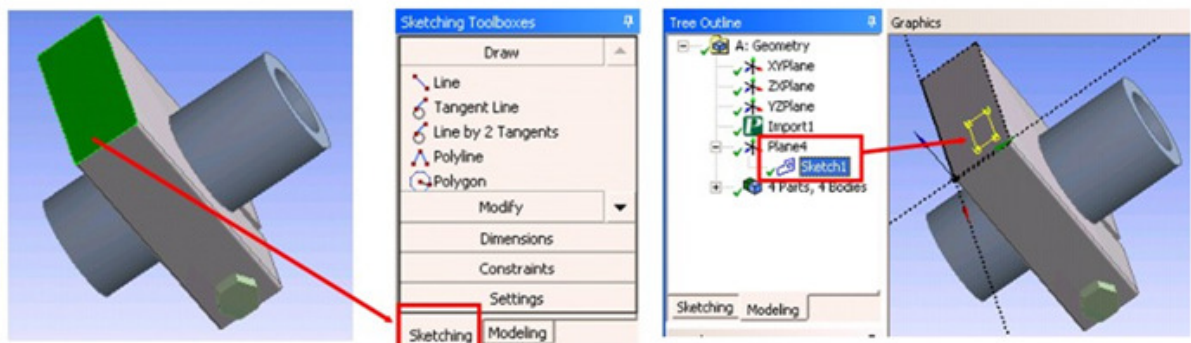 Sketching Toolboxes
Draw
Line
Tangent Line
Line by 2 Tangents
Polyline
Polygon
Modify
Dimensions
Constraints
Settings
Sketching Modeling
Tree Outline
A: Geometry
XYPlane
ZXPlane
YZPlane
Import1
Plane4
Sketch1
4 Parts, 4 Bodies
Sketching Modeling
Graphics